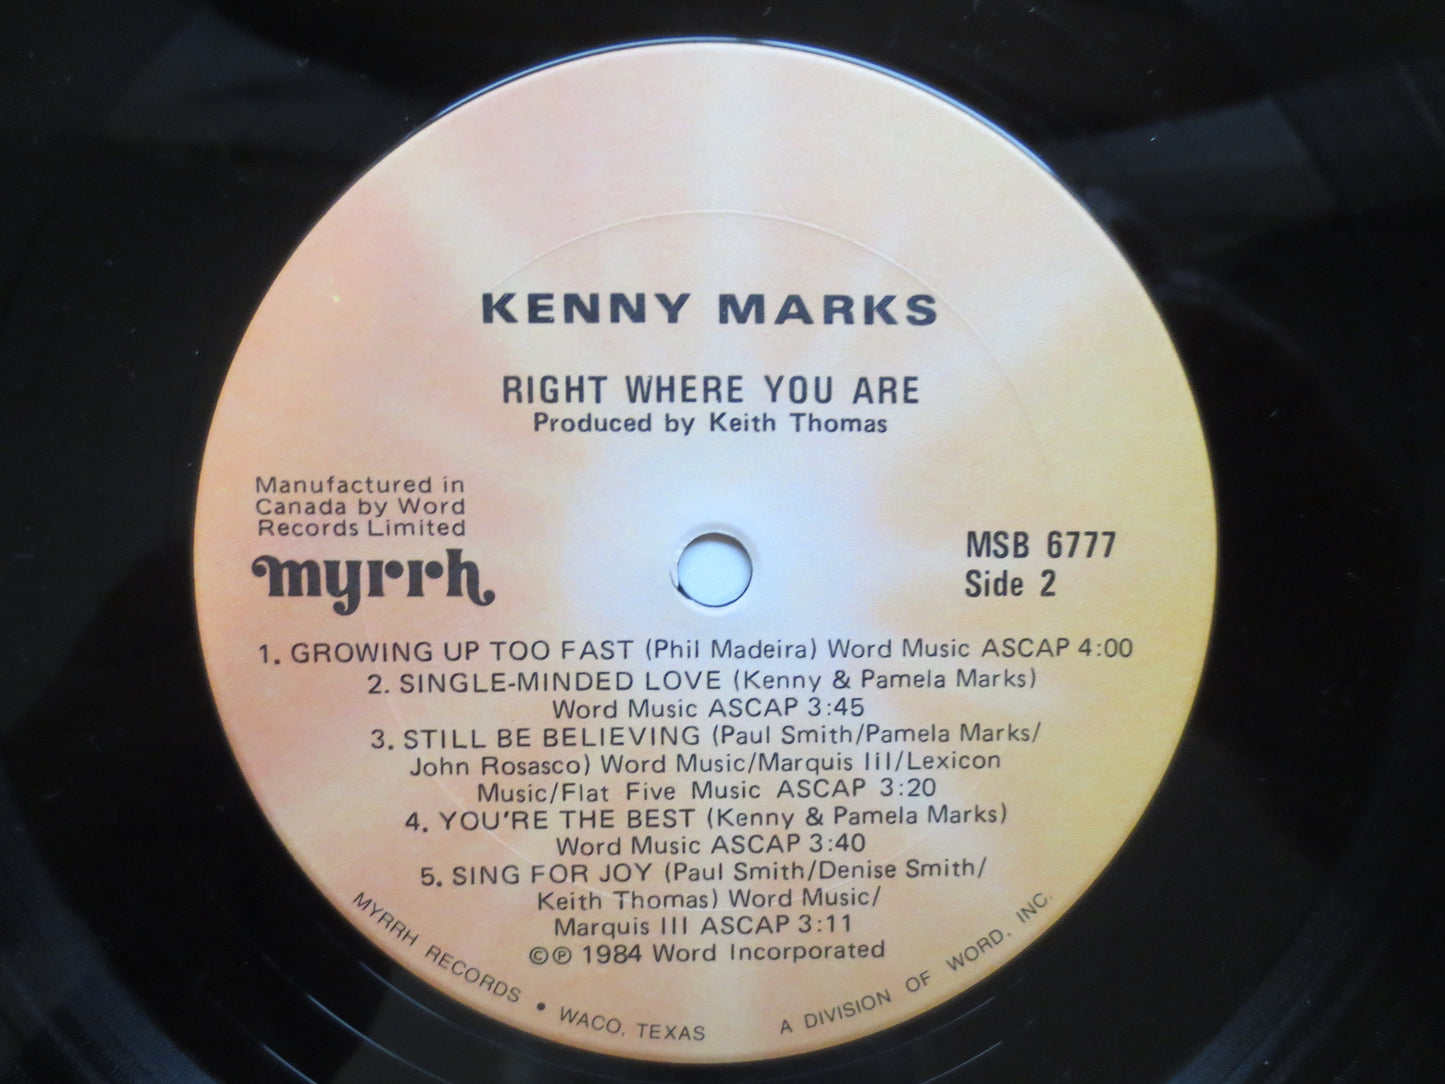 KENNY MARKS
RIGHT WHERE YOU ARE
Produced by Keith Thomas
Manufactured in
Canada by Word
Records Limited
myrrh
MSB 6777
Side 2
1. GROWING UP TOO FAST (Phil Madeira) Word Music ASCAP 4:00
2. SINGLE-MINDED LOVE (Kenny & Pamela Marks)
Word Music ASCAP 3:45
3. STILL BE BELIEVING (Paul Smith/Pamela Marks/
John Rosasco) Word Music/Marquis III/Lexicon
Music/Flat Five Music ASCAP 3:20
4. YOU'RE THE BEST (Kenny & Pamela Marks)
Word Music ASCAP 3:40
5. SING FOR JOY (Paul Smith/Denise Smith/
Keith Thomas) Word Music/
Marquis III ASCAP 3:11
©℗ 1984 Word Incorporated
MYRRH RECORDS • WACO, TEXAS A DIVISION OF WORD, INC.